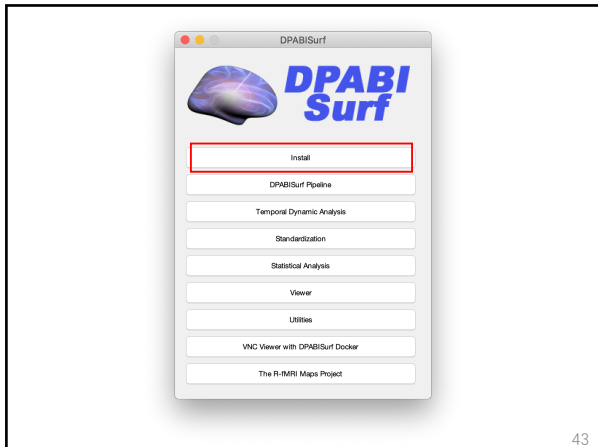 DPABISurf
DPABI
Surf
Install
DPABISurf Pipeline
Temporal Dynamic Analysis
Standardization
Statistical Analysis
Viewer
Utilities
VNC Viewer with DPABISurf Docker
The R-fMRI Maps Project
43